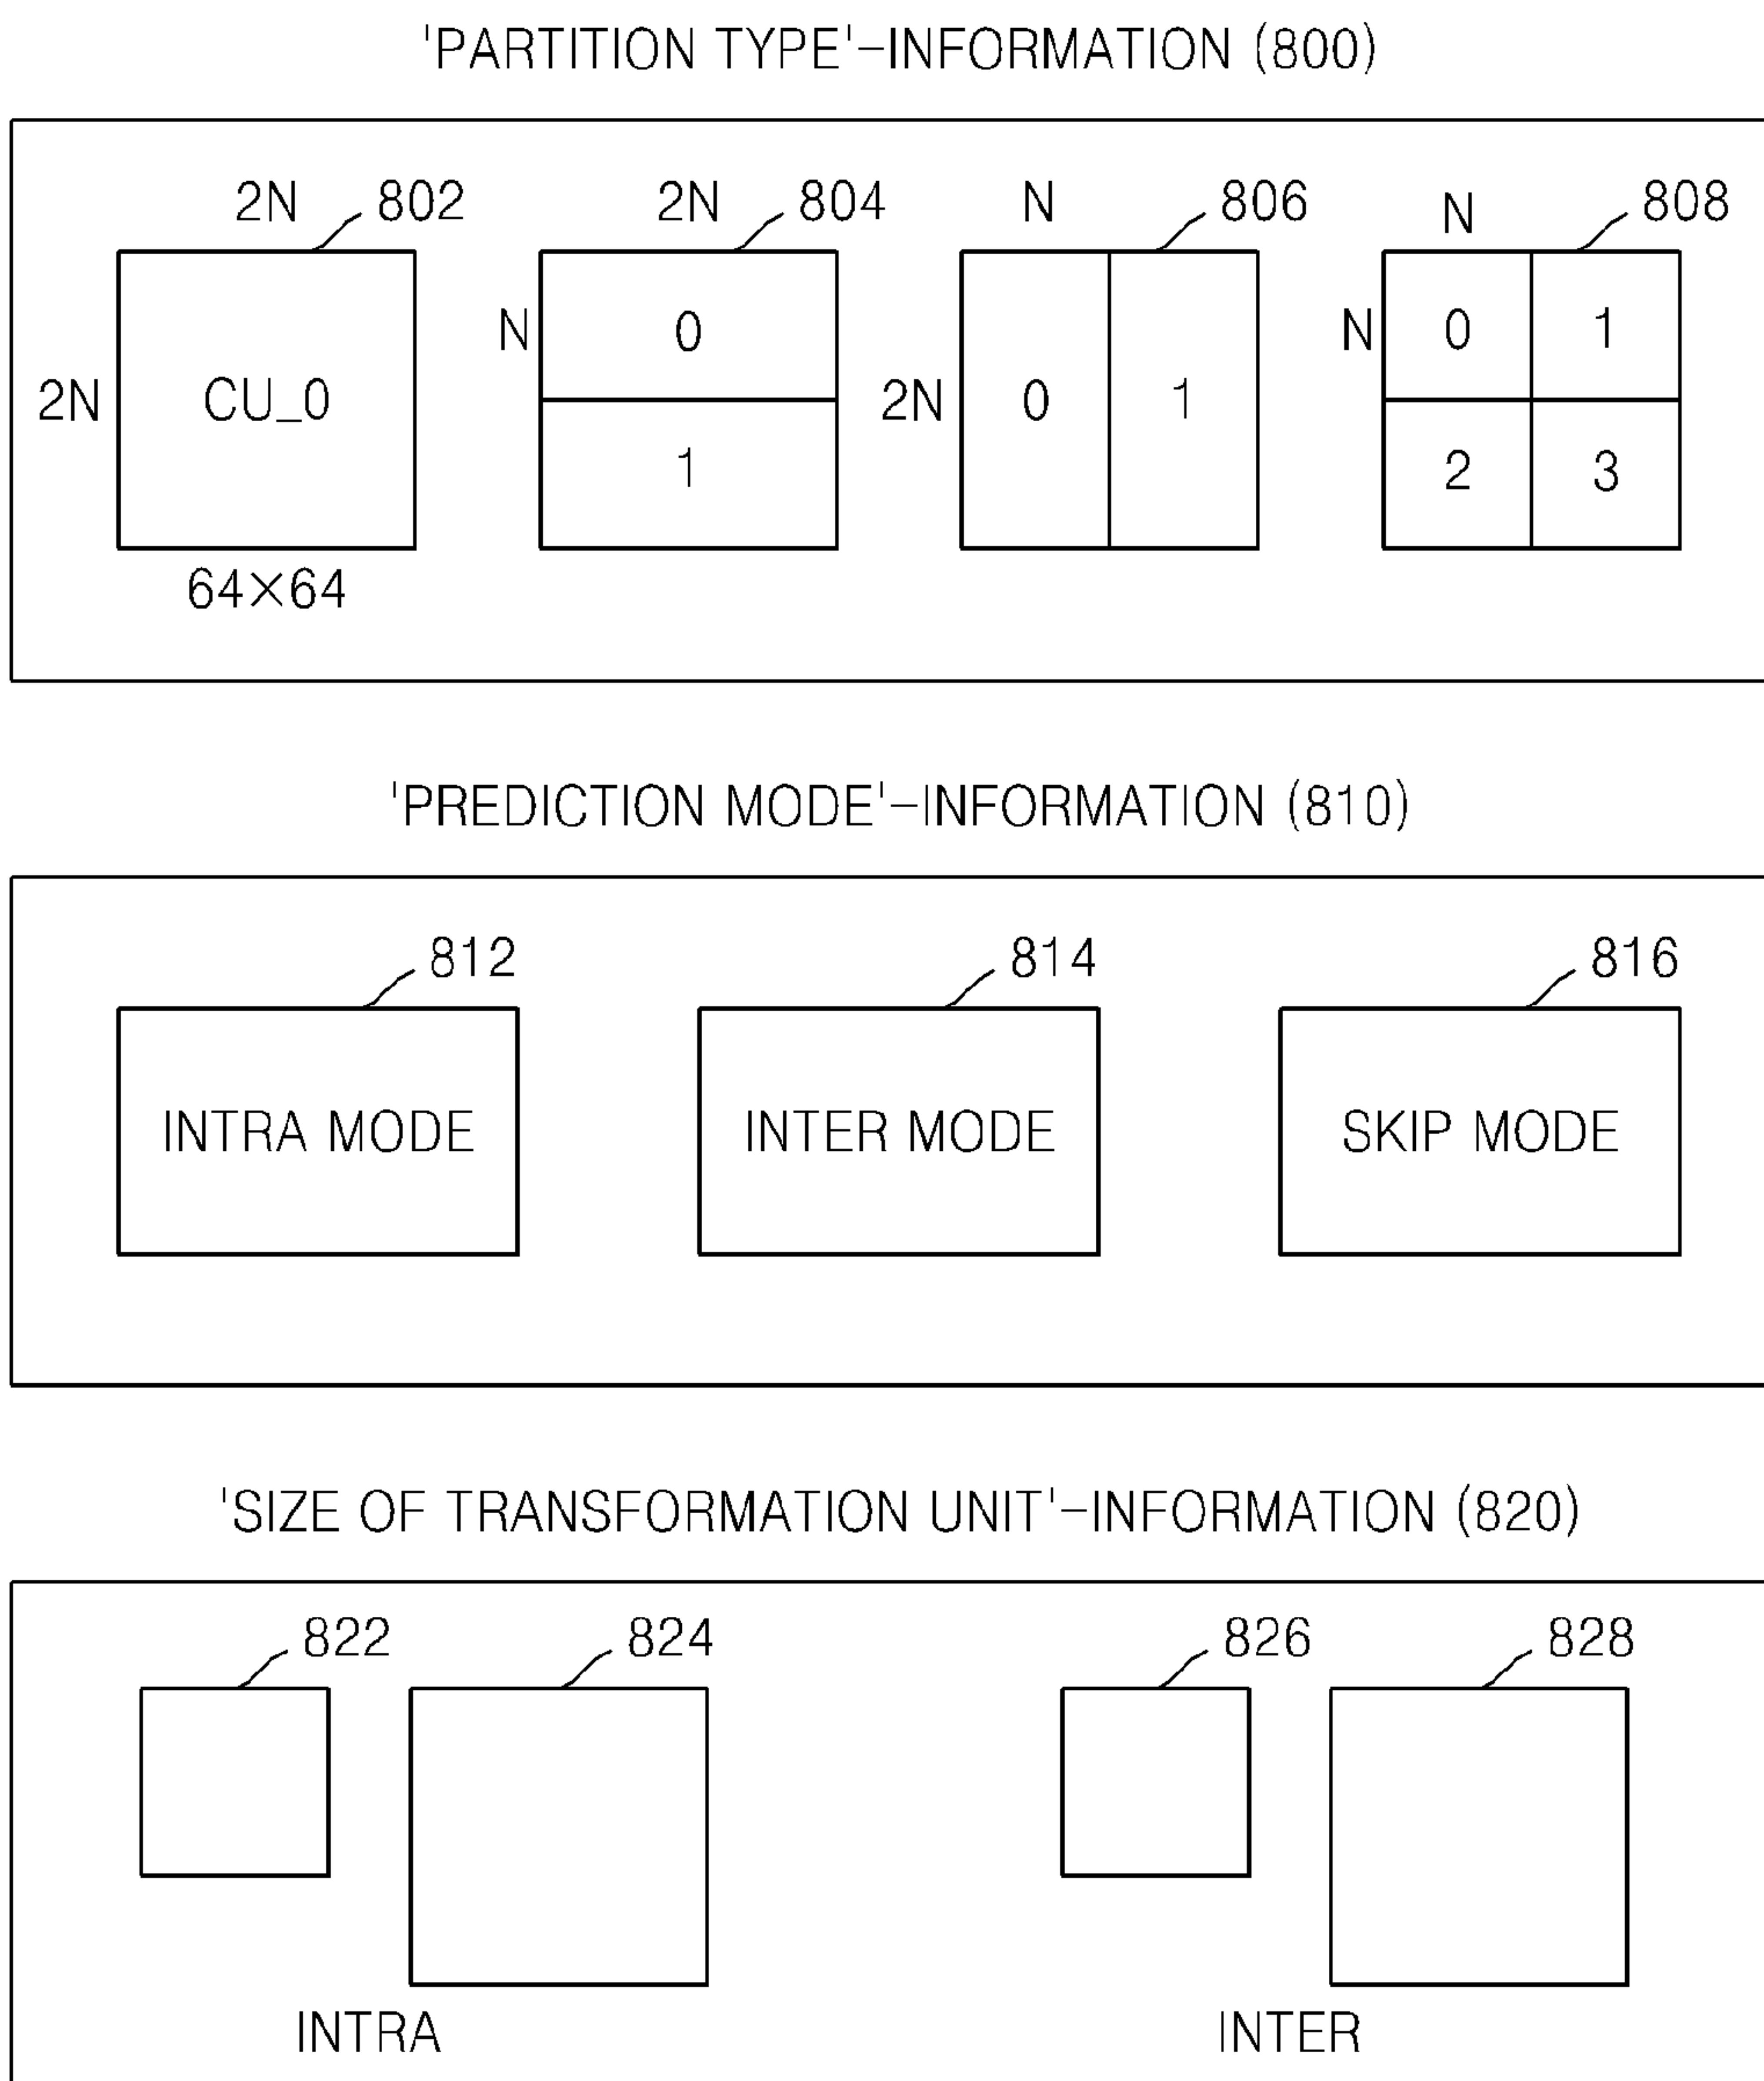 'PARTITION TYPE'-INFORMATION (800)
2N 802 2N 804 N 806 N 808
N 0 N 0 1
2N CU_0 2N 0 1
1 2 3
64×64
'PREDICTION MODE'-INFORMATION (810)
812 814 816
INTRA MODE INTER MODE SKIP MODE
'SIZE OF TRANSFORMATION UNIT'-INFORMATION (820)
822 824 826 828
INTRA INTER